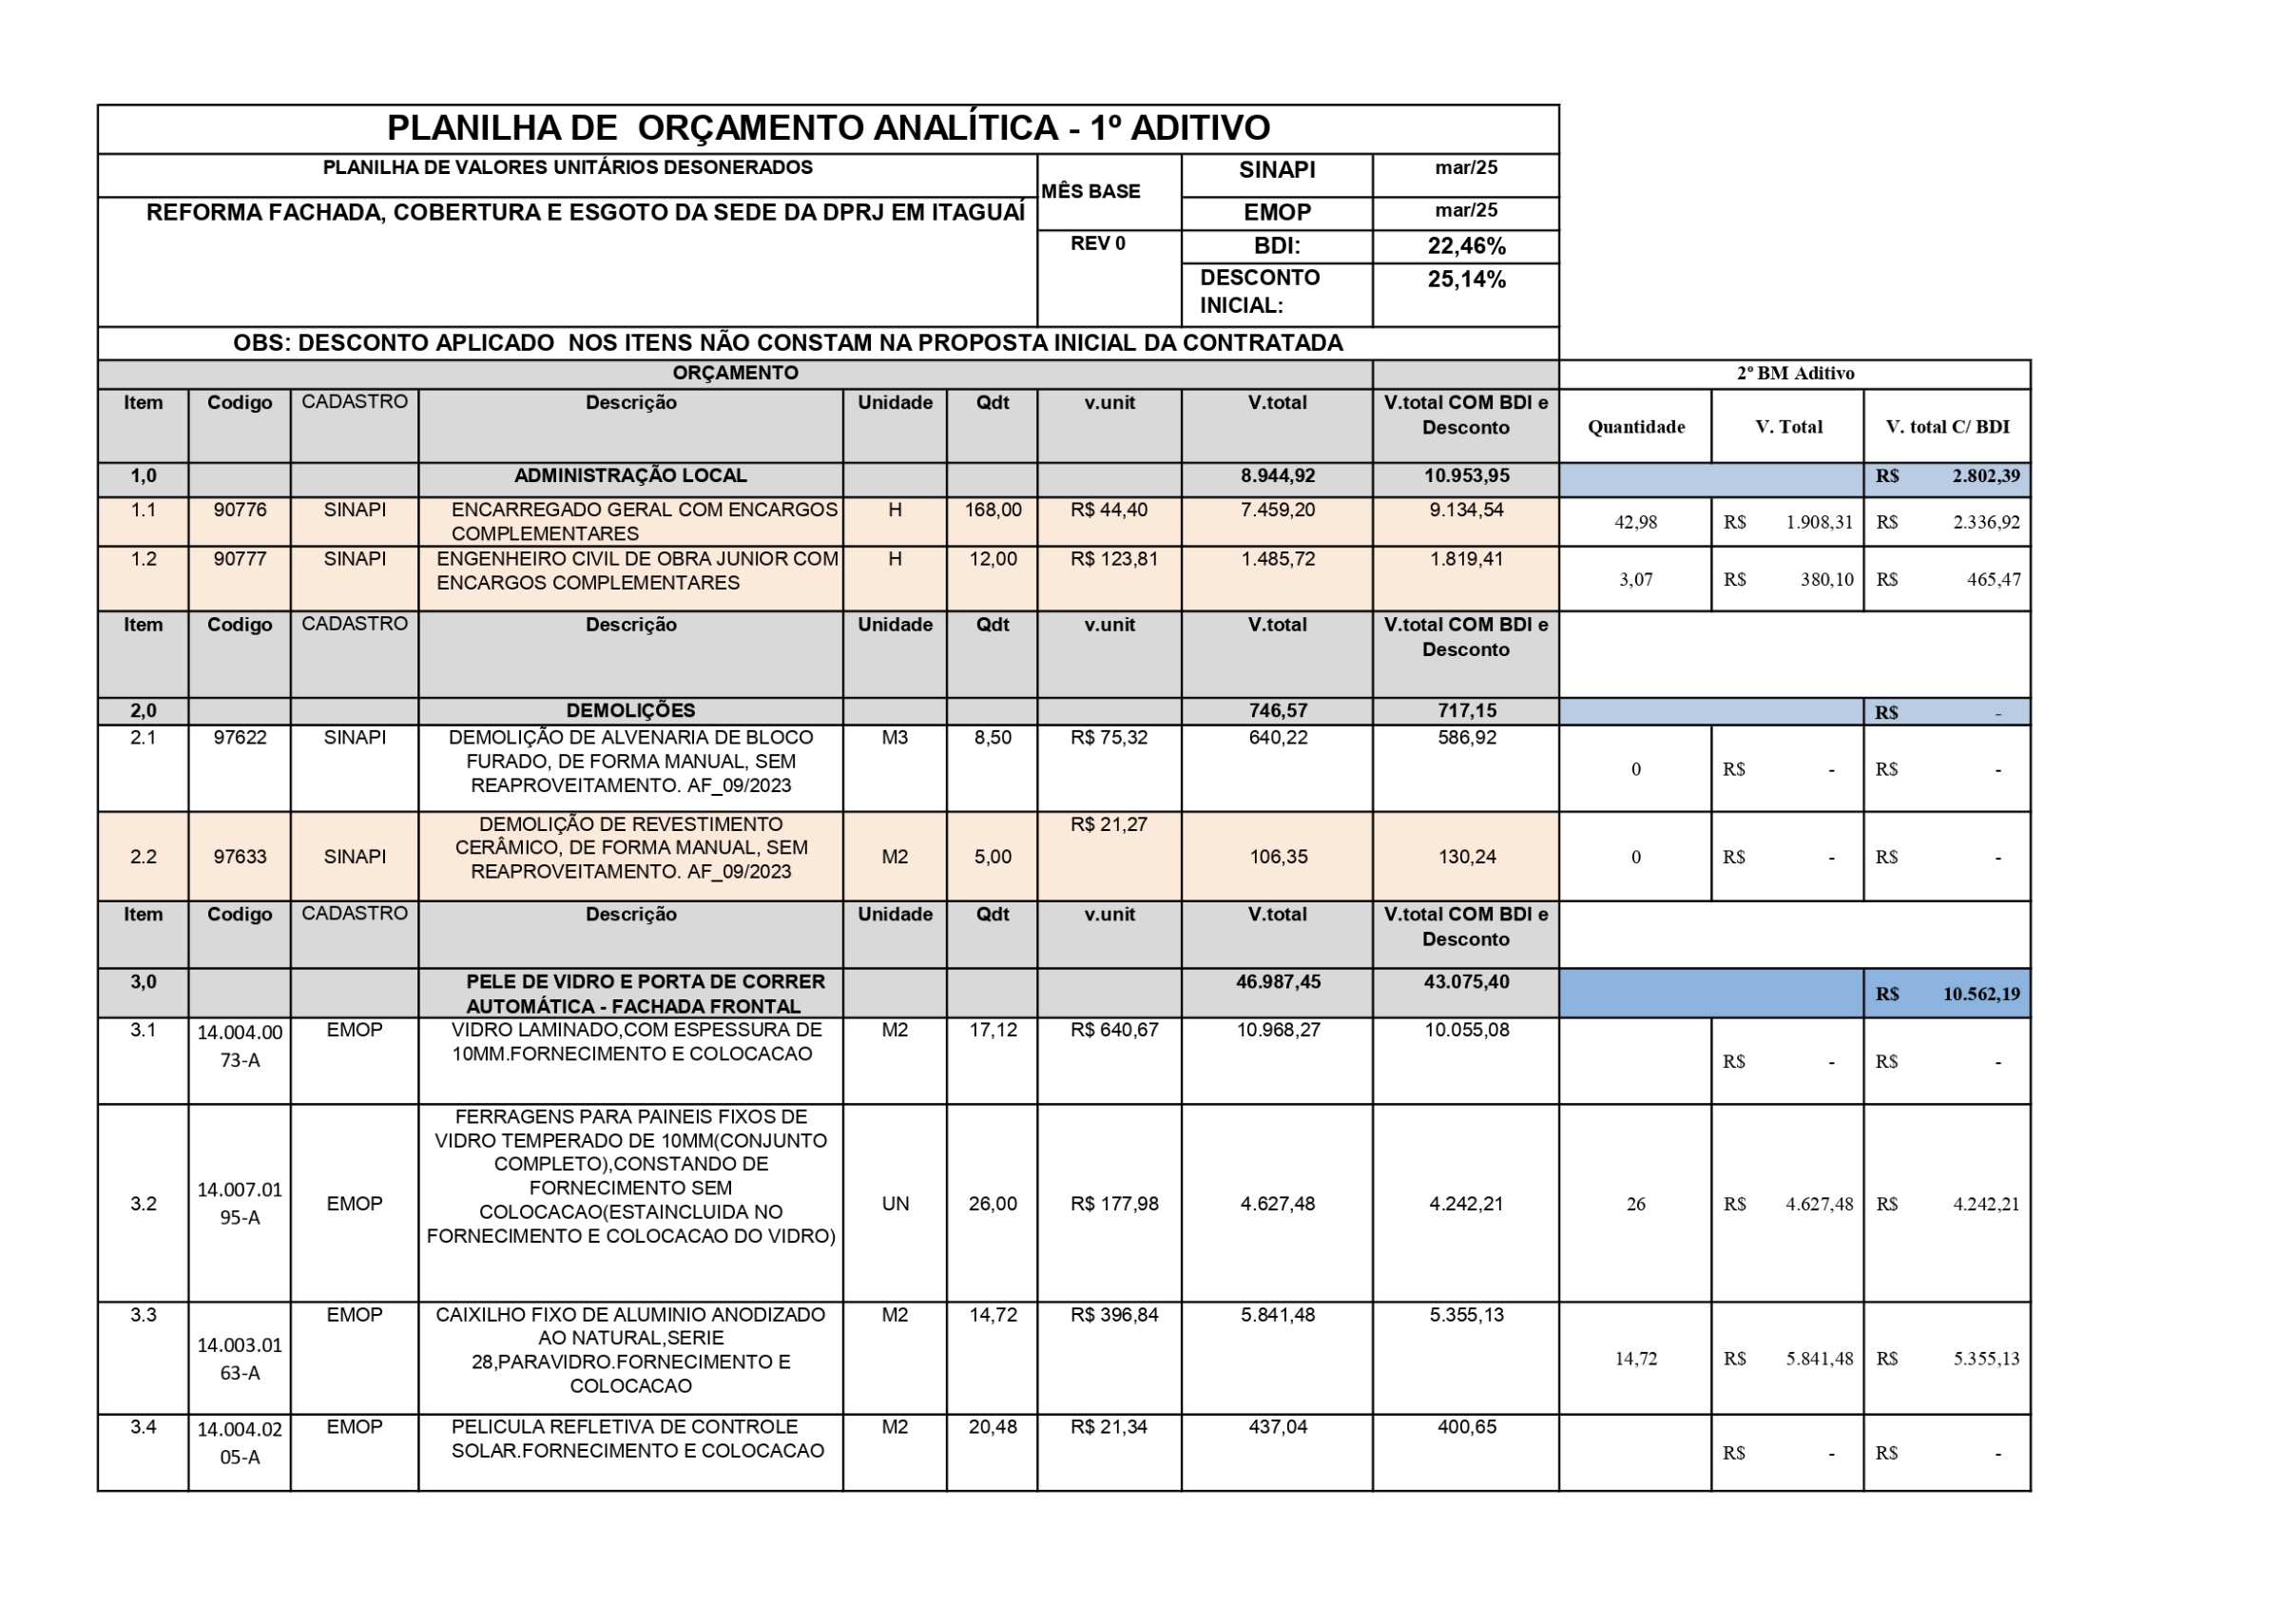 PLANILHA DE ORÇAMENTO ANALÍTICA - 1º ADITIVO
PLANILHA DE VALORES UNITÁRIOS DESONERADOS
MÊS BASE
SINAPI mar/25
REFORMA FACHADA, COBERTURA E ESGOTO DA SEDE DA DPRJ EM ITAGUAÍ
EMOP mar/25
REV 0
BDI: 22,46%
DESCONTO
INICIAL:
25,14%
OBS: DESCONTO APLICADO NOS ITENS NÃO CONSTAM NA PROPOSTA INICIAL DA CONTRATADA
ORÇAMENTO
2º BM Aditivo
Item Codigo CADASTRO Descrição Unidade Qdt v.unit V.total V.total COM BDI e
Desconto
Quantidade V. Total V. total C/ BDI
1,0 ADMINISTRAÇÃO LOCAL 8.944,92 10.953,95 R$ 2.802,39
1.1 90776 SINAPI ENCARREGADO GERAL COM ENCARGOS
COMPLEMENTARES
H 168,00 R$ 44,40 7.459,20 9.134,54 42,98 R$ 1.908,31 R$ 2.336,92
1.2 90777 SINAPI ENGENHEIRO CIVIL DE OBRA JUNIOR COM
ENCARGOS COMPLEMENTARES
H 12,00 R$ 123,81 1.485,72 1.819,41 3,07 R$ 380,10 R$ 465,47
Item Codigo CADASTRO Descrição Unidade Qdt v.unit V.total V.total COM BDI e
Desconto
2,0 DEMOLIÇÕES 746,57 717,15 R$ -
2.1 97622 SINAPI DEMOLIÇÃO DE ALVENARIA DE BLOCO
FURADO, DE FORMA MANUAL, SEM
REAPROVEITAMENTO. AF_09/2023
M3 8,50 R$ 75,32 640,22 586,92 0 R$ - R$ -
2.2 97633 SINAPI DEMOLIÇÃO DE REVESTIMENTO
CERÂMICO, DE FORMA MANUAL, SEM
REAPROVEITAMENTO. AF_09/2023
M2 5,00 R$ 21,27 106,35 130,24 0 R$ - R$ -
Item Codigo CADASTRO Descrição Unidade Qdt v.unit V.total V.total COM BDI e
Desconto
3,0 PELE DE VIDRO E PORTA DE CORRER
AUTOMÁTICA - FACHADA FRONTAL
46.987,45 43.075,40 R$ 10.562,19
3.1 14.004.00
73-A
EMOP VIDRO LAMINADO,COM ESPESSURA DE
10MM.FORNECIMENTO E COLOCACAO
M2 17,12 R$ 640,67 10.968,27 10.055,08 R$ - R$ -
3.2 14.007.01
95-A
EMOP FERRAGENS PARA PAINEIS FIXOS DE
VIDRO TEMPERADO DE 10MM(CONJUNTO
COMPLETO),CONSTANDO DE
FORNECIMENTO SEM
COLOCACAO(ESTAINCLUIDA NO
FORNECIMENTO E COLOCACAO DO VIDRO)
UN 26,00 R$ 177,98 4.627,48 4.242,21 26 R$ 4.627,48 R$ 4.242,21
3.3 14.003.01
63-A
EMOP CAIXILHO FIXO DE ALUMINIO ANODIZADO
AO NATURAL,SERIE
28,PARAVIDRO.FORNECIMENTO E
COLOCACAO
M2 14,72 R$ 396,84 5.841,48 5.355,13 14,72 R$ 5.841,48 R$ 5.355,13
3.4 14.004.02
05-A
EMOP PELICULA REFLETIVA DE CONTROLE
SOLAR.FORNECIMENTO E COLOCACAO
M2 20,48 R$ 21,34 437,04 400,65 R$ - R$ -